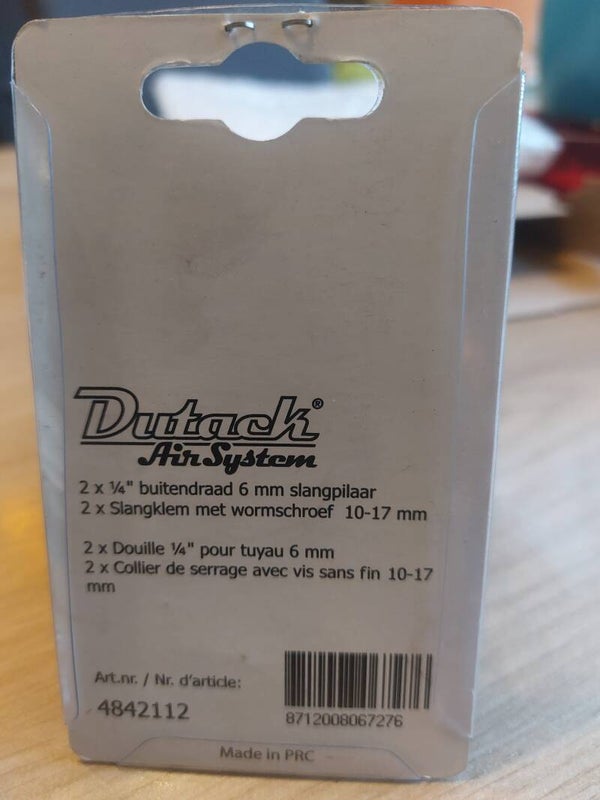 Dutack®
Air System
2 x ¼" buitendraad 6 mm slangpilaar
2 x Slangklem met wormschroef 10-17 mm
2 x Douille ¼" pour tuyau 6 mm
2 x Collier de serrage avec vis sans fin 10-17
mm
Art.nr. / Nr. d'article:
4842112
8712008067276
Made in PRC